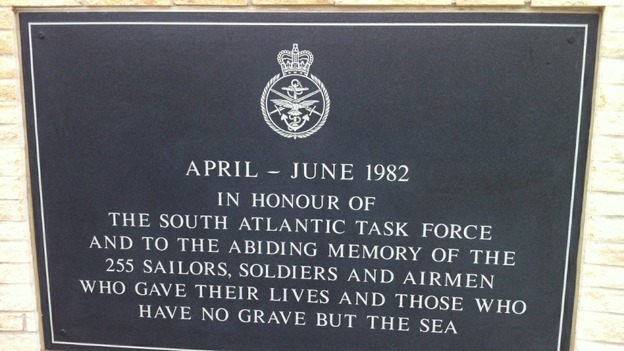 APRIL – JUNE 1982
IN HONOUR OF
THE SOUTH ATLANTIC TASK FORCE
AND TO THE ABIDING MEMORY OF THE
255 SAILORS, SOLDIERS AND AIRMEN
WHO GAVE THEIR LIVES AND THOSE WHO
HAVE NO GRAVE BUT THE SEA